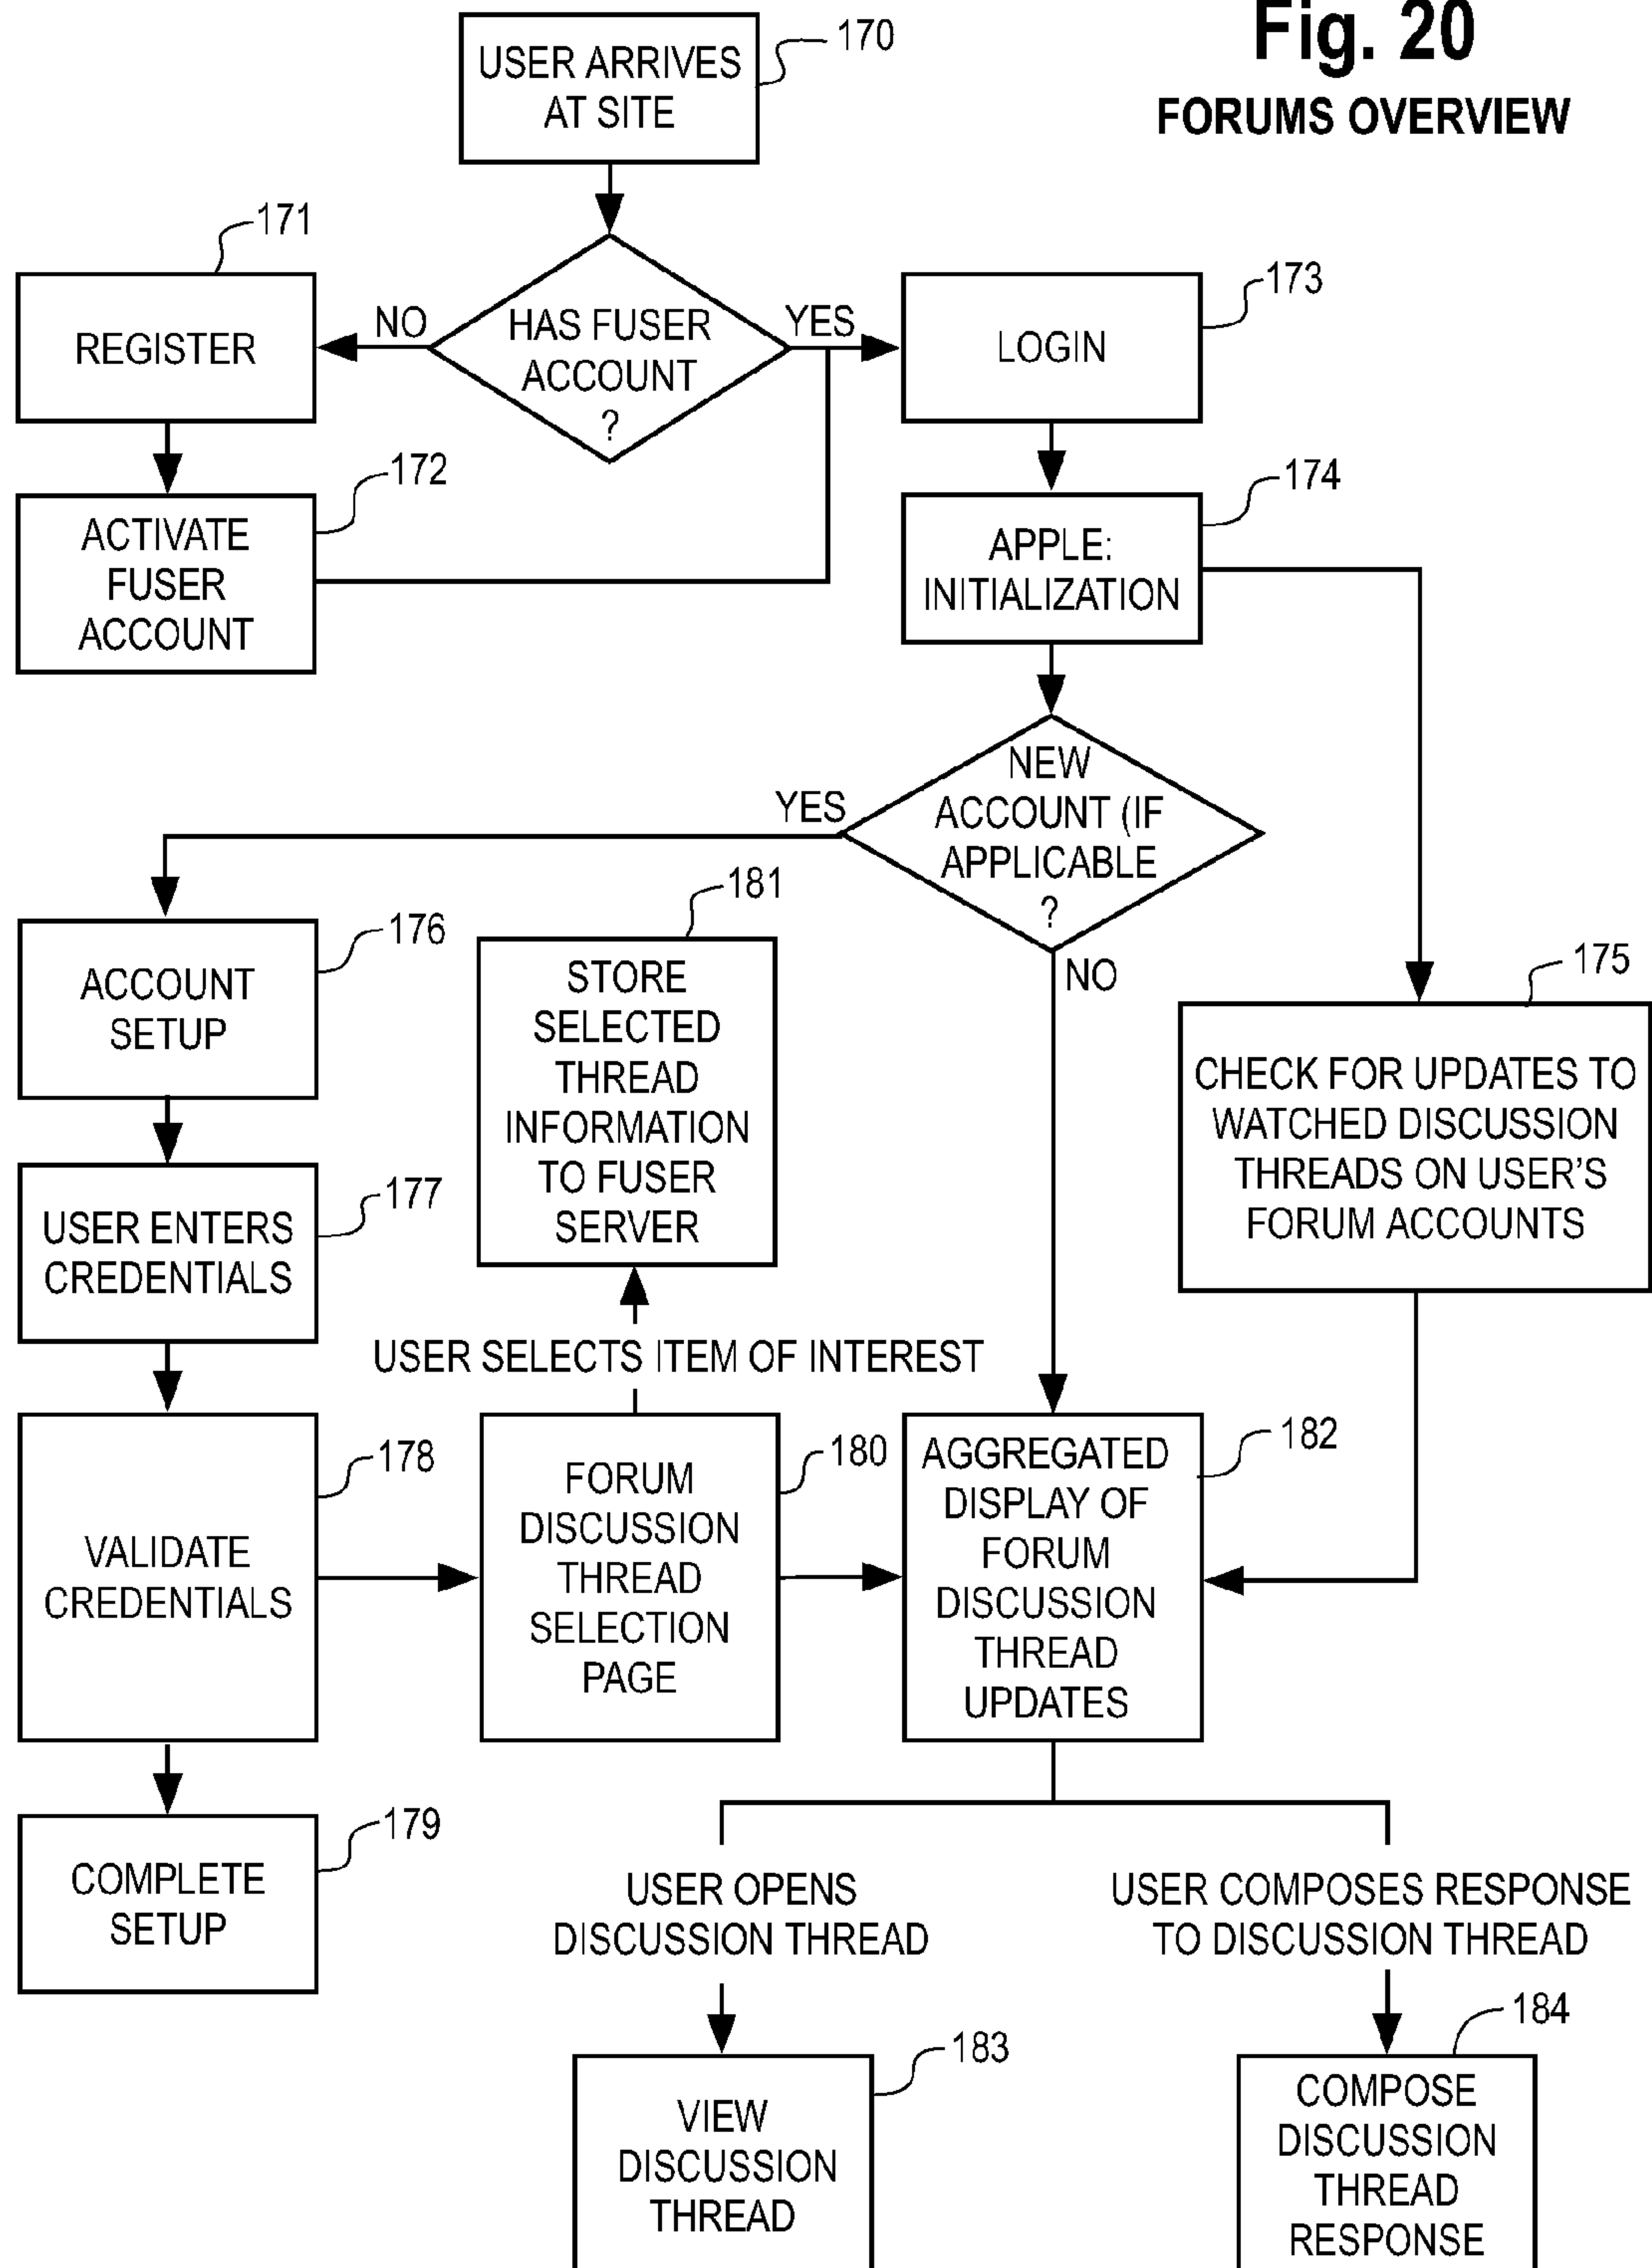 Fig. 20
FORUMS OVERVIEW
USER ARRIVES
AT SITE
170
171
REGISTER
NO
HAS FUSER
ACCOUNT
?
YES
LOGIN
173
172
ACTIVATE
FUSER
ACCOUNT
174
APPLE:
INITIALIZATION
NEW
ACCOUNT (IF
APPLICABLE
?
YES
NO
176
ACCOUNT
SETUP
181
STORE
SELECTED
THREAD
INFORMATION
TO FUSER
SERVER
175
CHECK FOR UPDATES TO
WATCHED DISCUSSION
THREADS ON USER'S
FORUM ACCOUNTS
177
USER ENTERS
CREDENTIALS
USER SELECTS ITEM OF INTEREST
178
VALIDATE
CREDENTIALS
180
FORUM
DISCUSSION
THREAD
SELECTION
PAGE
182
AGGREGATED
DISPLAY OF
FORUM
DISCUSSION
THREAD
UPDATES
179
COMPLETE
SETUP
USER OPENS
DISCUSSION THREAD
USER COMPOSES RESPONSE
TO DISCUSSION THREAD
183
VIEW
DISCUSSION
THREAD
184
COMPOSE
DISCUSSION
THREAD
RESPONSE